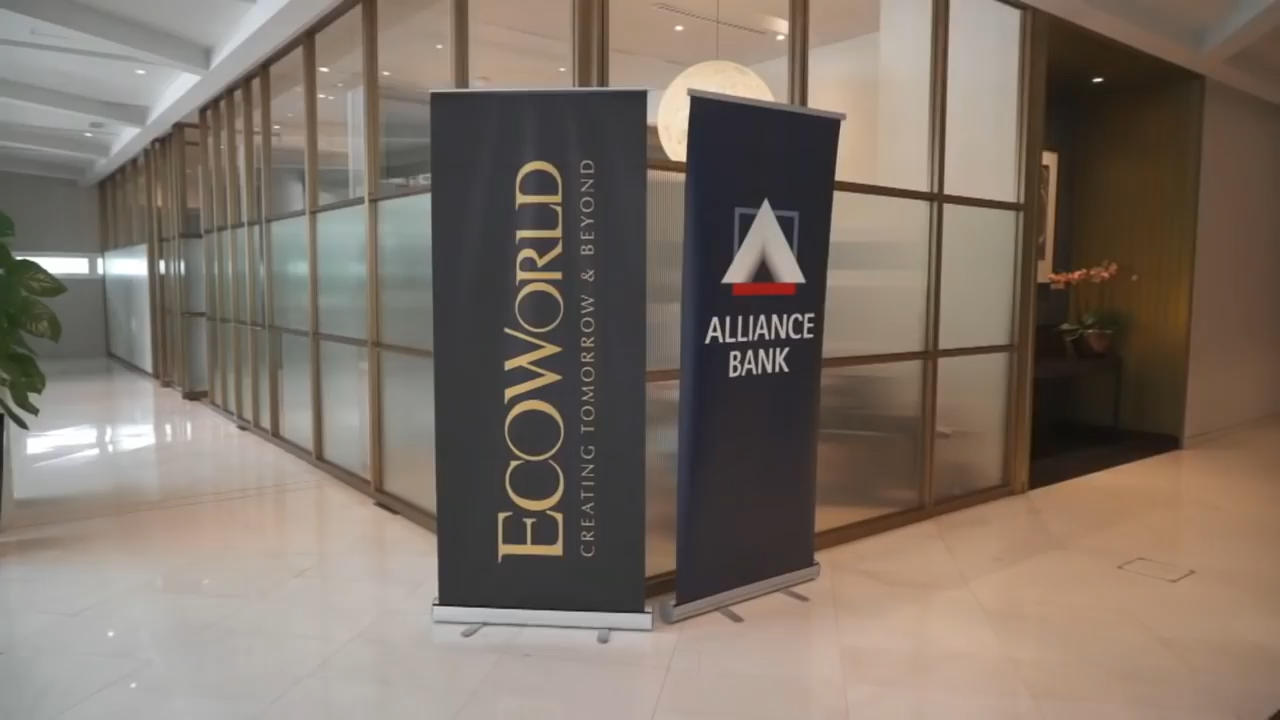 ECOWORLD
CREATING TOMORROW & BEYOND
ALLIANCE
BANK